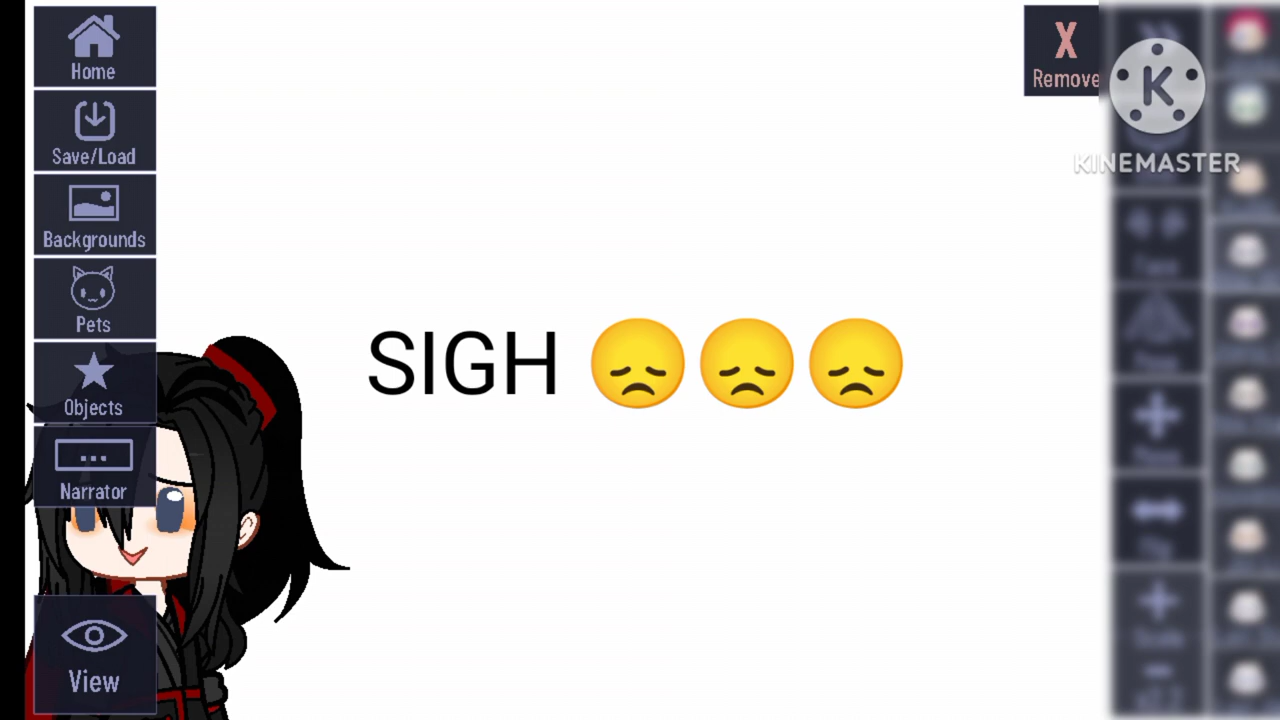 Home
Save/Load
Backgrounds
Pets
Objects
...
Narrator
View
SIGH 😞😞😞
X
Remove
K
KINEMASTER